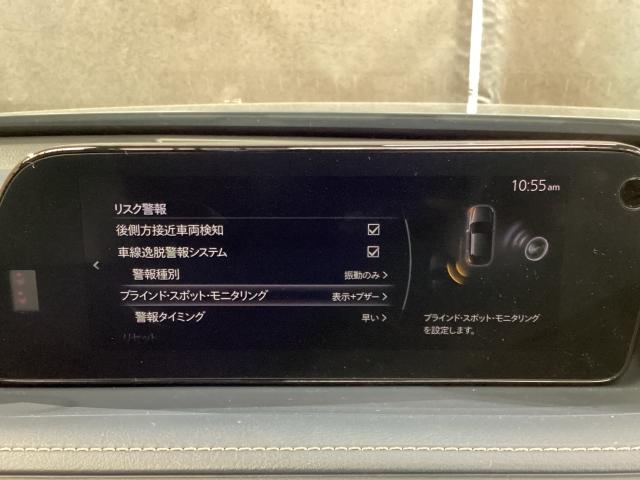 10:55am
リスク警報
後側方接近車両検知
車線逸脱警報システム
警報種別 振動のみ
ブラインド・スポット・モニタリング 表示+ブザー
警報タイミング 早い
リセット
ブラインド・スポット・モニタリング
を設定します。